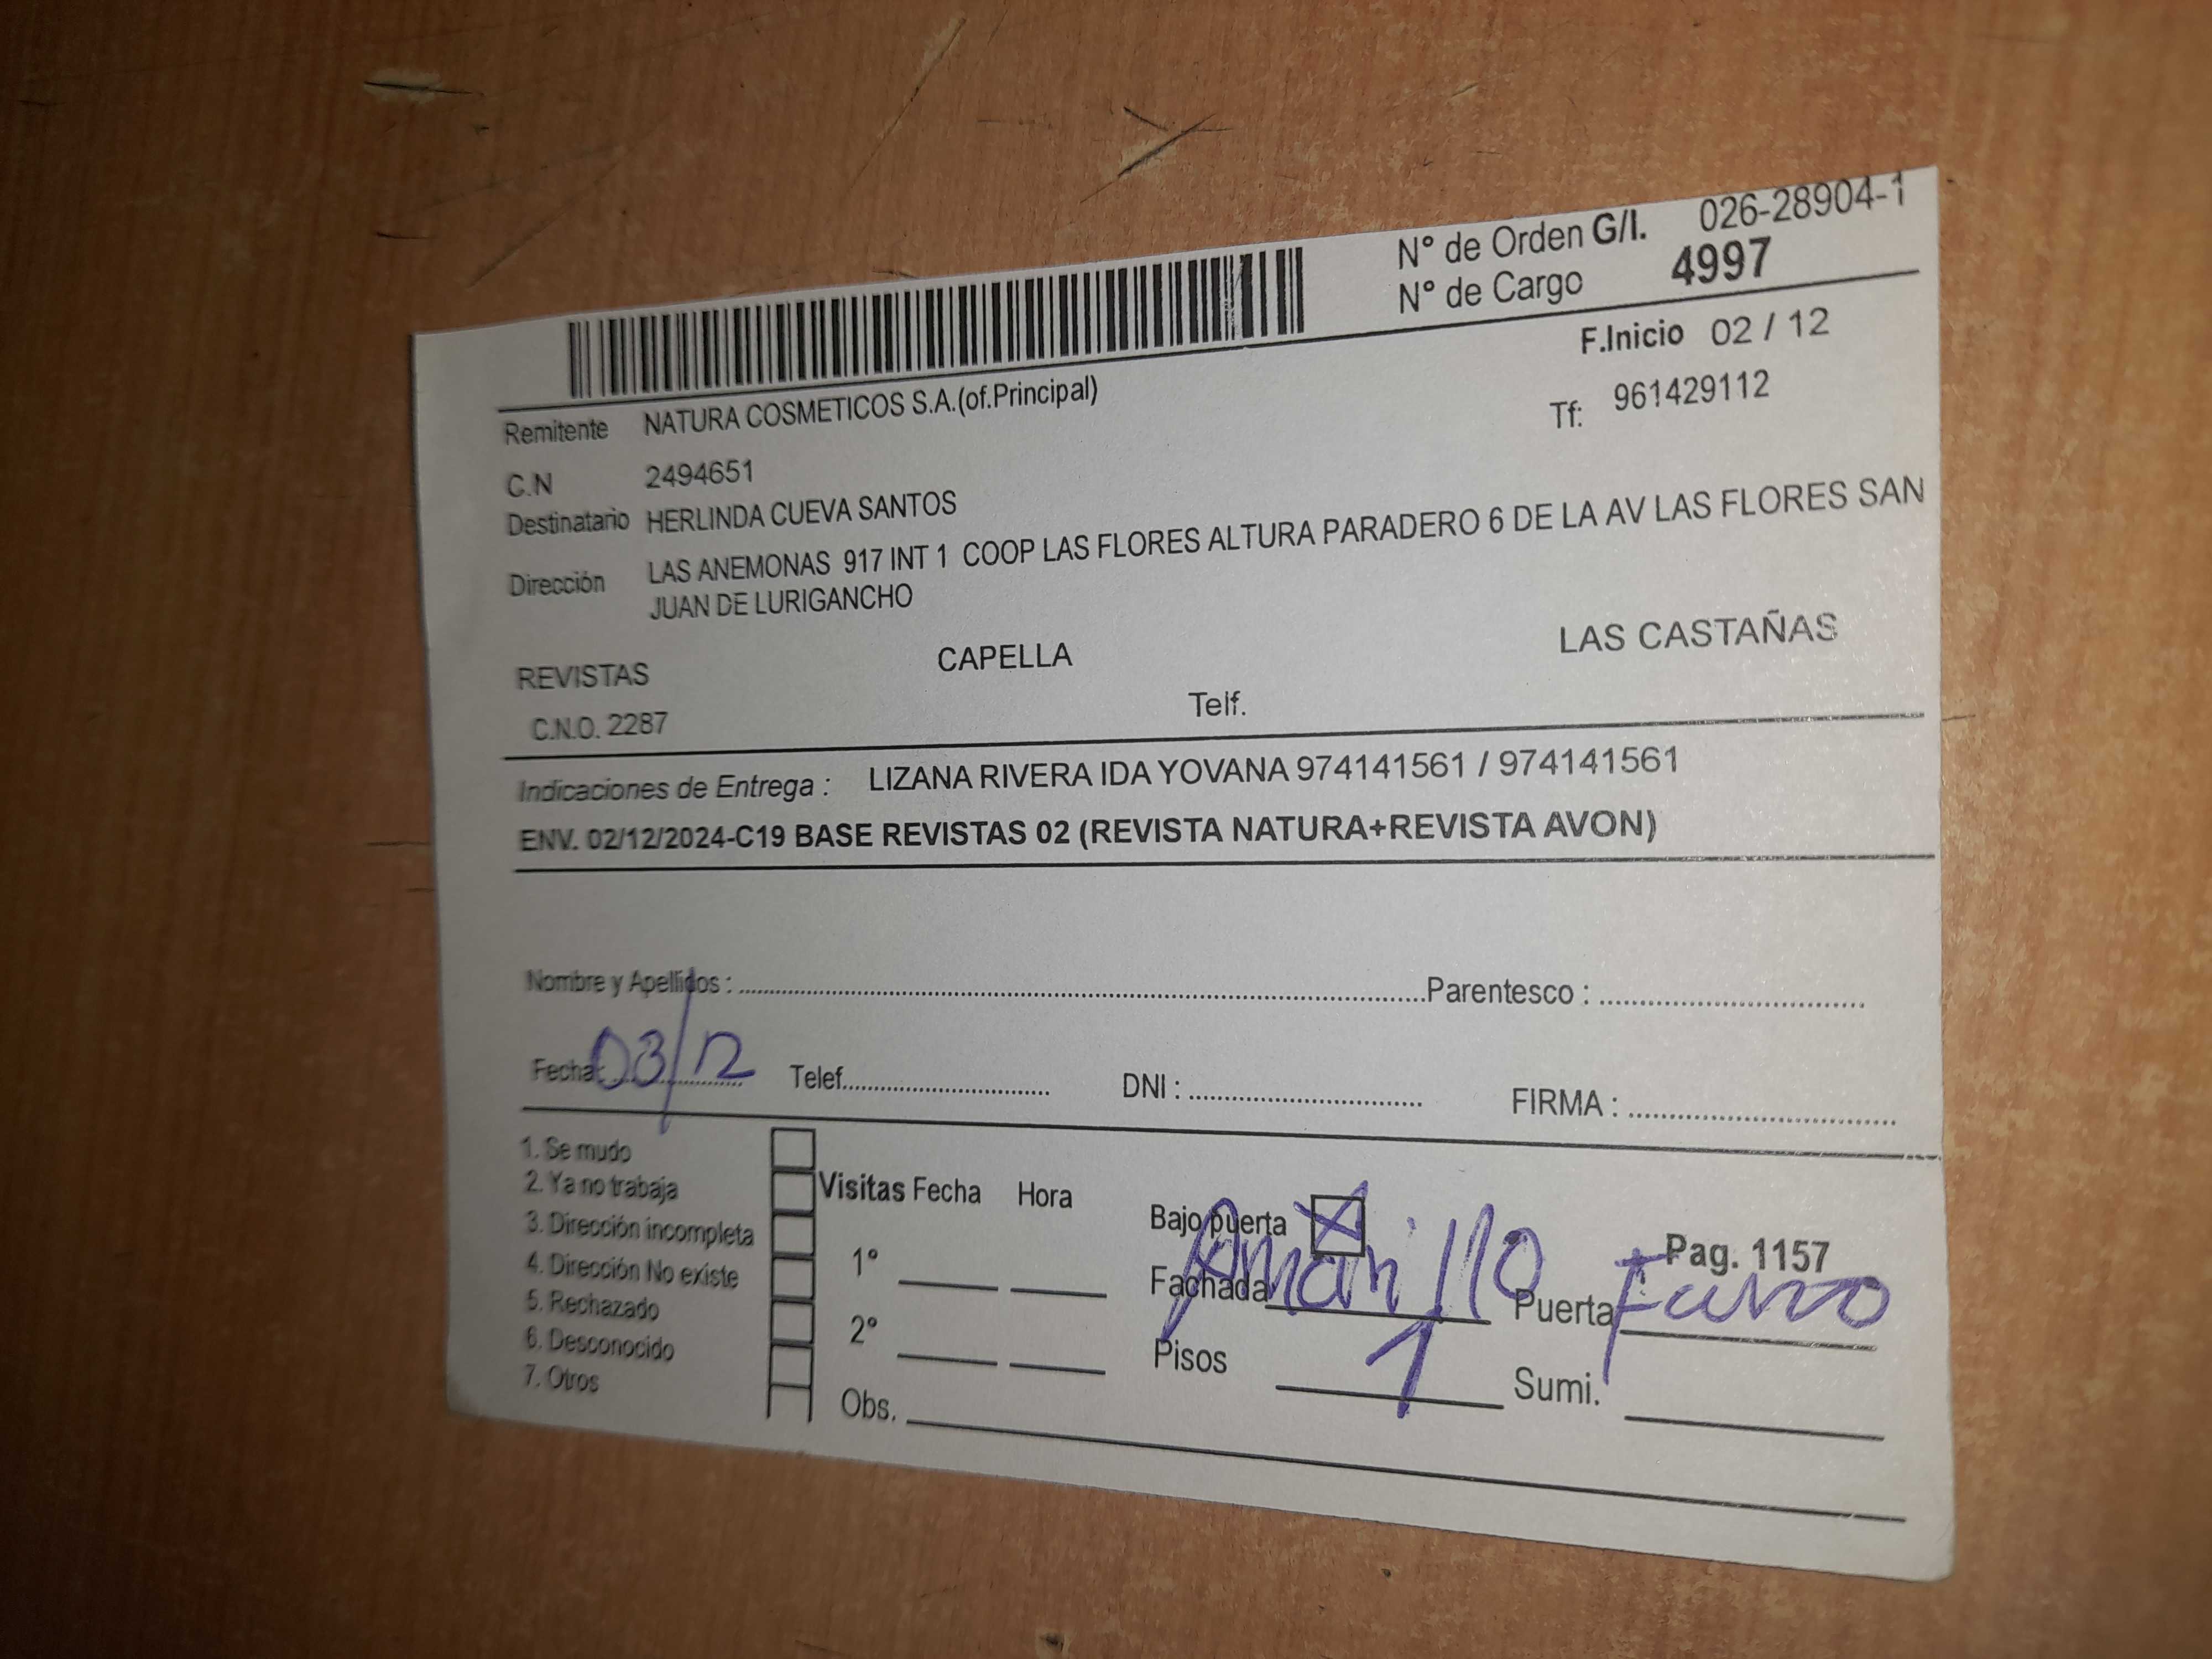 N° de Orden G/I. 026-28904-1
N° de Cargo 4997
F.Inicio 02 / 12
Remitente NATURA COSMETICOS S.A.(of.Principal)
Tf: 961429112
C.N 2494651
Destinatario HERLINDA CUEVA SANTOS
Dirección LAS ANEMONAS 917 INT 1 COOP LAS FLORES ALTURA PARADERO 6 DE LA AV LAS FLORES SAN
JUAN DE LURIGANCHO
REVISTAS CAPELLA LAS CASTAÑAS
C.N.O. 2287 Telf.
Indicaciones de Entrega : LIZANA RIVERA IDA YOVANA 974141561 / 974141561
ENV. 02/12/2024-C19 BASE REVISTAS 02 (REVISTA NATURA+REVISTA AVON)
Nombre y Apellidos : Parentesco :
Fecha: 03/12 Telef. DNI : FIRMA :
1. Se mudo
2. Ya no trabaja
3. Dirección incompleta
4. Dirección No existe
5. Rechazado
6. Desconocido
7. Otros
Visitas Fecha Hora
1°
2°
Obs.
Bajo puerta X
Pag. 1157
Fachada Amarillo Puerta
Pisos 1 Sumi.